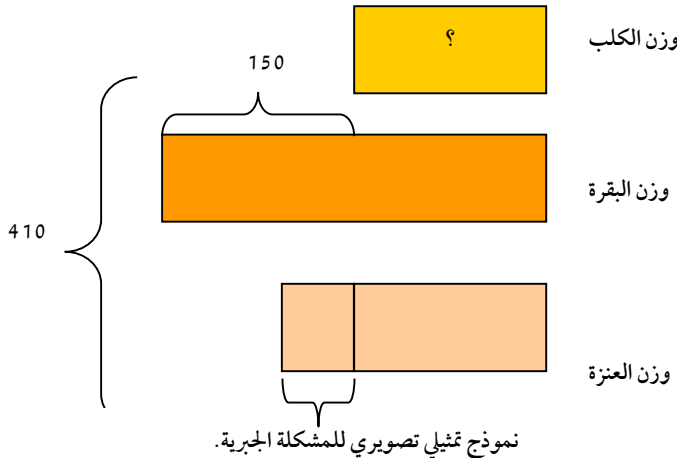 وزن الكلب
؟
150
وزن البقرة
410
وزن العنزة
نموذج تمثيلي تصويري للمشكلة الجبرية.